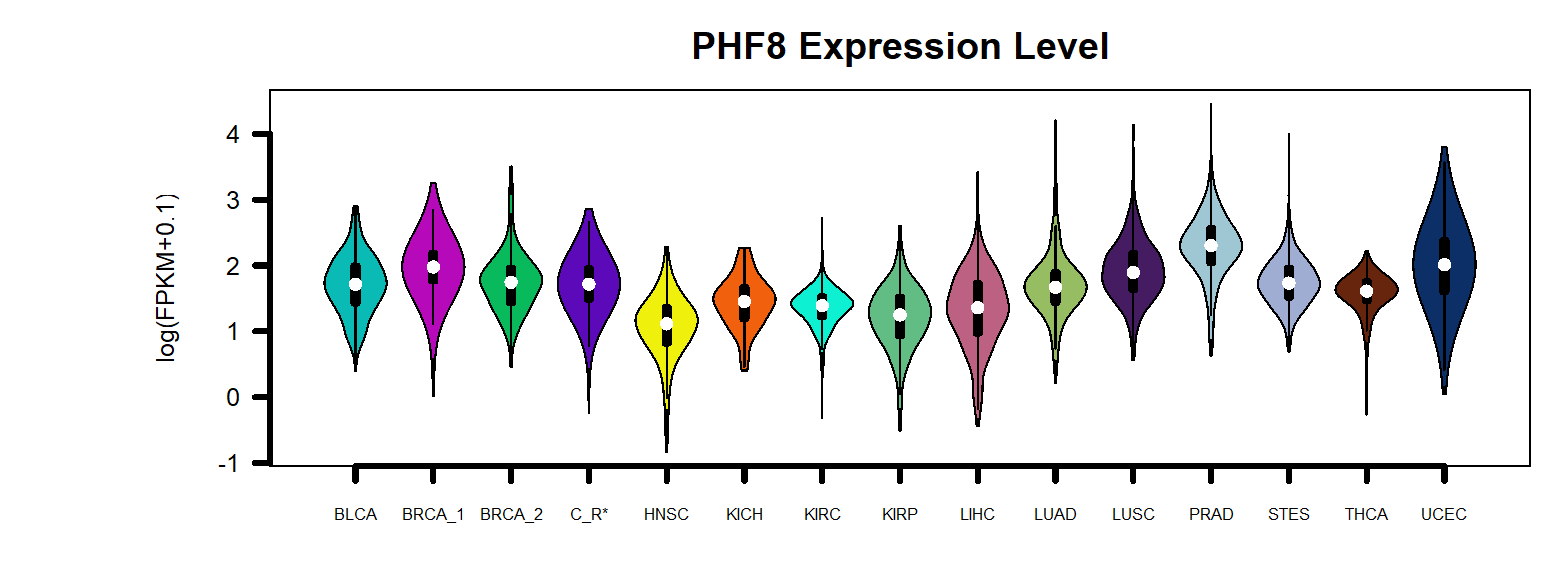 PHF8 Expression Level
log(FPKM+0.1)
4
3
2
1
0
-1
BLCA BRCA_1 BRCA_2 C_R* HNSC KICH KIRC KIRP LIHC LUAD LUSC PRAD STES THCA UCEC